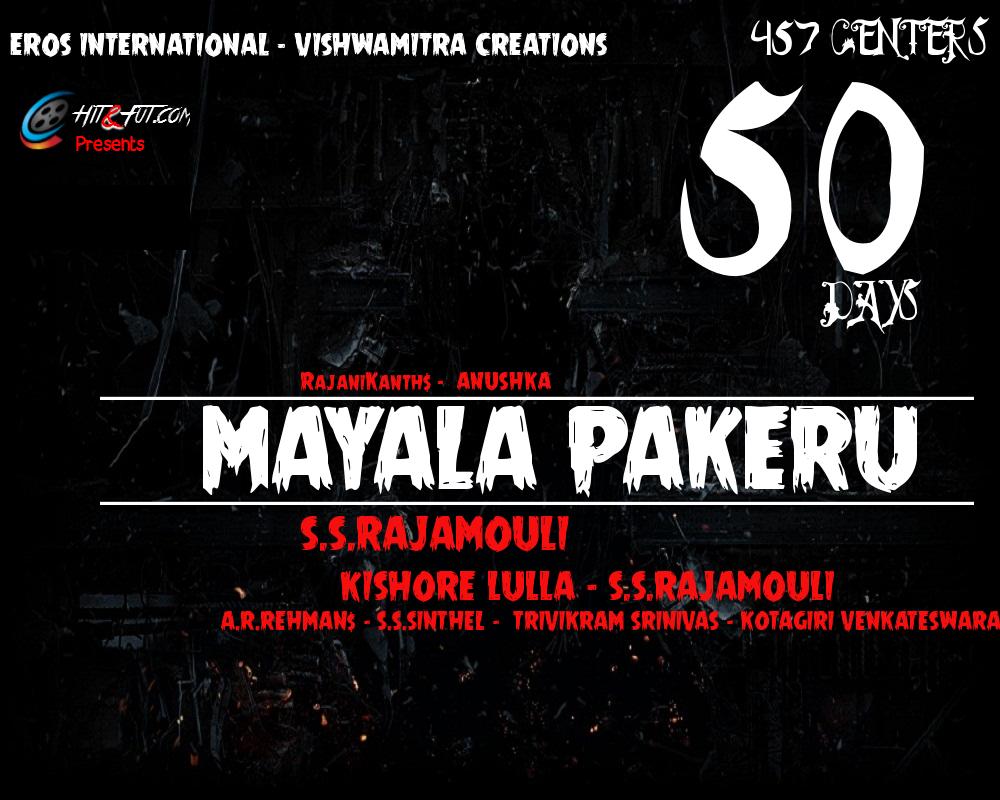 EROS INTERNATIONAL - VISHWAMITRA CREATIONS
457 CENTERS
HIT&FUT.COM
Presents
50
DAYS
RAJANIKANTH$ - ANUSHKA
MAYALA PAKERU
S.S.RAJAMOULI
KISHORE LULLA - S.S.RAJAMOULI
A.R.REHMAN$ - S.S.SINTHEL - TRIVIKRAM SRINIVAS - KOTAGIRI VENKATESWARA